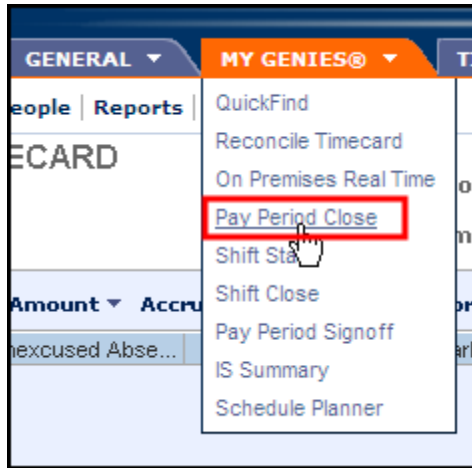 GENERAL MY GENIES®
eople | Reports |
ECARD
QuickFind
Reconcile Timecard
On Premises Real Time
Pay Period Close
Shift Sta
Shift Close
Amount Accru
Pay Period Signoff
nexcused Abse...
IS Summary
Schedule Planner